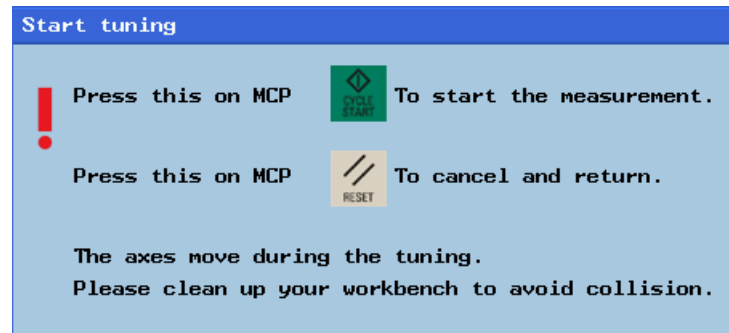 Start tuning
Press this on MCP CYCLE START To start the measurement.
Press this on MCP RESET To cancel and return.
The axes move during the tuning.
Please clean up your workbench to avoid collision.